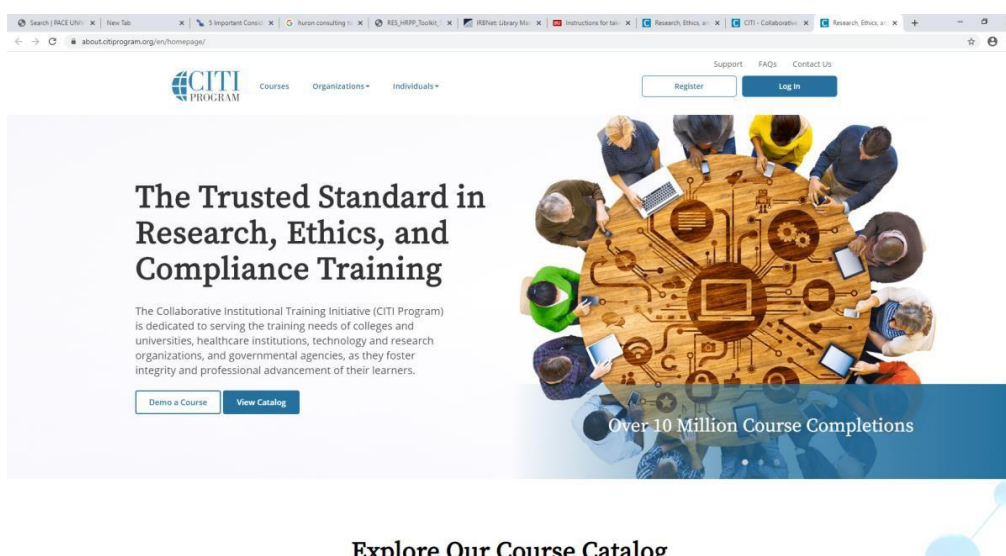 Search | PACE UNIV
New Tab
5 Important Consid
huron consulting
RES_HRPP_Toolkit_
IRBNet: Library Man
Instructions for
Research, Ethics, an
CITI - Collaborative
Research, Ethics, an
about.citiprogram.org/en/homepage/
Support FAQs Contact Us
CITI
PROGRAM
Courses Organizations Individuals
Register Log In
The Trusted Standard in
Research, Ethics, and
Compliance Training
The Collaborative Institutional Training Initiative (CITI Program)
is dedicated to serving the training needs of colleges and
universities, healthcare institutions, technology and research
organizations, and governmental agencies, as they foster
integrity and professional advancement of their learners.
Demo a Course View Catalog
Over 10 Million Course Completions
Explore Our Course Catalog